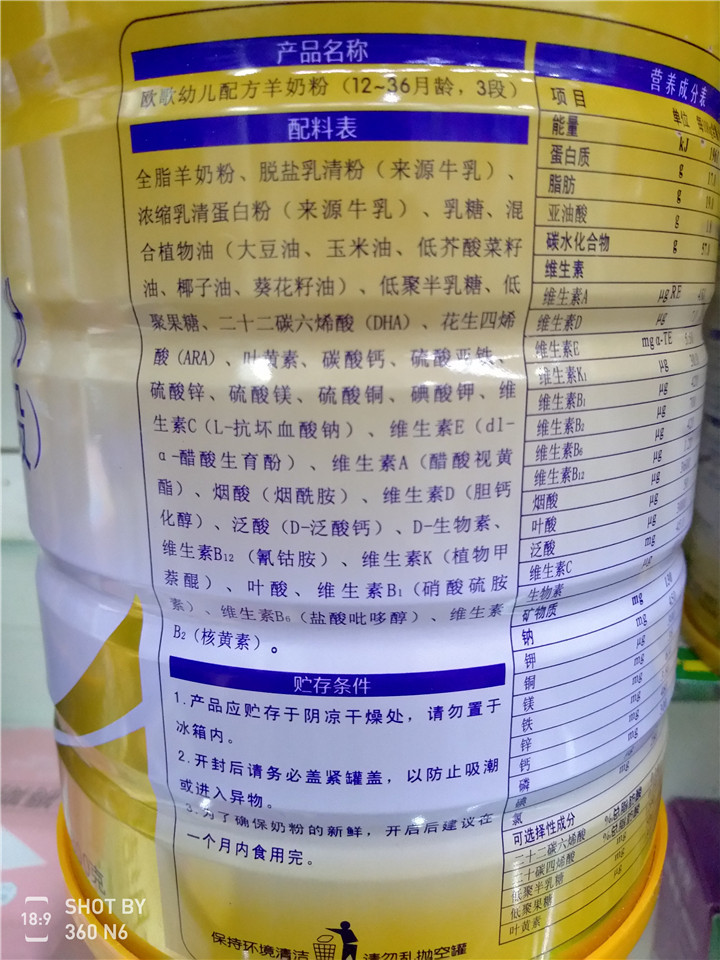 产品名称
欧歌幼儿配方羊奶粉（12~36月龄，3段）
配料表
全脂羊奶粉、脱盐乳清粉（来源牛乳）、
浓缩乳清蛋白粉（来源牛乳）、乳糖、混
合植物油（大豆油、玉米油、低芥酸菜籽
油、椰子油、葵花籽油）、低聚半乳糖、低
聚果糖、二十二碳六烯酸（DHA）、花生四烯
酸（ARA）、叶黄素、碳酸钙、硫酸亚铁、
硫酸锌、硫酸镁、硫酸铜、碘酸钾、维
生素C（L-抗坏血酸钠）、维生素E（dl-
α-醋酸生育酚）、维生素A（醋酸视黄
酯）、烟酸（烟酰胺）、维生素D（胆钙
化醇）、泛酸（D-泛酸钙）、D-生物素、
维生素B12（氰钴胺）、维生素K（植物甲
萘醌）、叶酸、维生素B1（硝酸硫胺
素）、维生素B6（盐酸吡哆醇）、维生素
B2（核黄素）。
贮存条件
1.产品应贮存于阴凉干燥处，请勿置于
冰箱内。
2.开封后请务必盖紧罐盖，以防止吸潮
或进入异物。
3.为了确保奶粉的新鲜，开启后建议在
一个月内食用完。
保持环境清洁 请勿乱抛空罐
营养成分表
项目 单位
能量 kJ
蛋白质 g
脂肪 g
亚油酸 g
碳水化合物 g
维生素
维生素A μg RE
维生素D μg
维生素E mg α-TE
维生素K1 μg
维生素B1 μg
维生素B2 μg
维生素B6 μg
维生素B12 μg
烟酸 μg
叶酸 μg
泛酸 μg
维生素C mg
生物素 μg
矿物质
钠 mg
钾 mg
铜 μg
镁 mg
铁 mg
锌 mg
钙 mg
磷 mg
碘
氯
可选择性成分
二十二碳六烯酸 %总脂肪酸
二十碳四烯酸 %总脂肪酸
低聚半乳糖
低聚果糖
叶黄素 μg
18:9
SHOT BY
360 N6